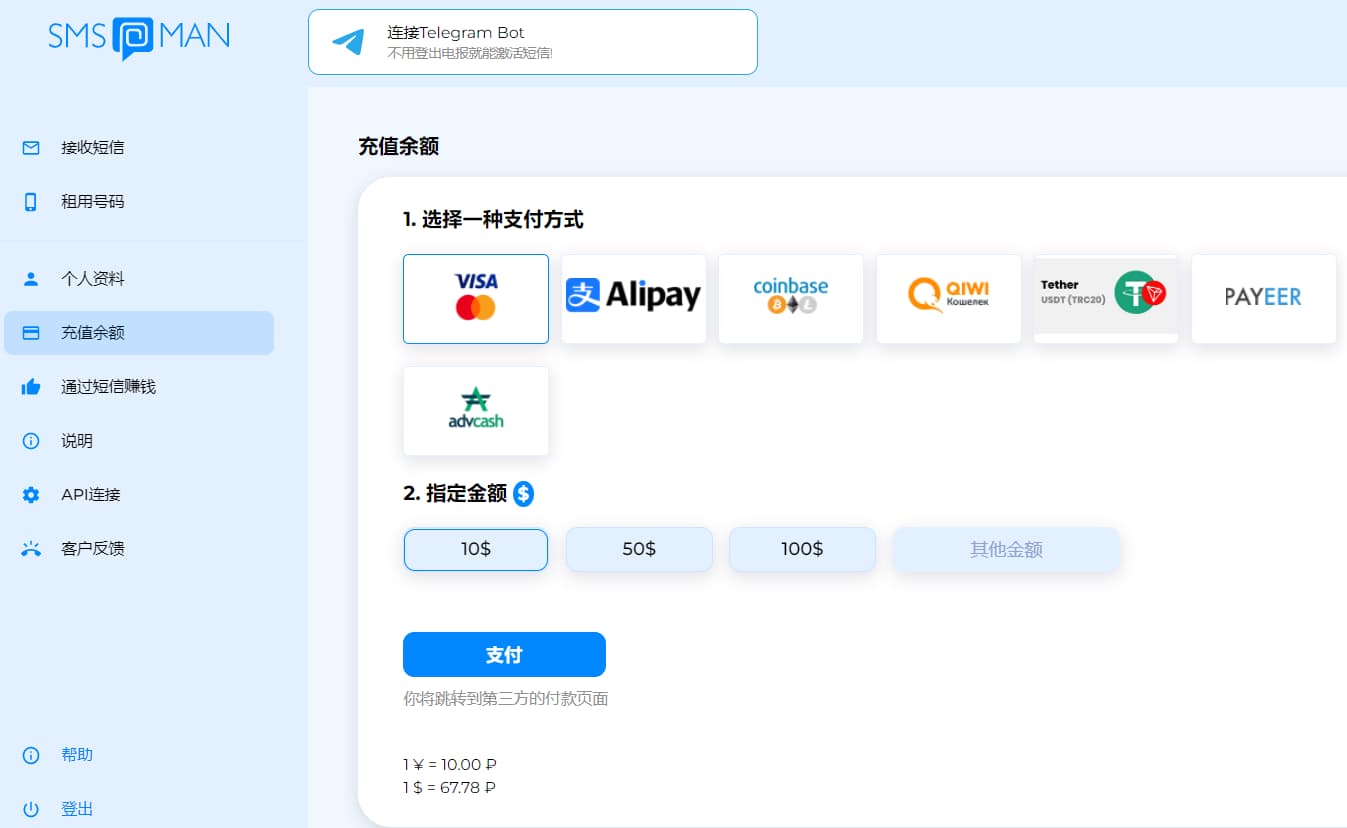 SMS MAN
连接Telegram Bot
不用登出电报就能激活短信!
接收短信
租用号码
个人资料
充值余额
通过短信赚钱
说明
API连接
客户反馈
帮助
登出
充值余额
1. 选择一种支付方式
VISA
支 Alipay
coinbase
QIWI
Кошелек
Tether
USDT (TRC20)
PAYEER
advcash
2. 指定金额 $
10$
50$
100$
其他金额
支付
你将跳转到第三方的付款页面
1 ¥ = 10.00 ₽
1 $ = 67.78 ₽